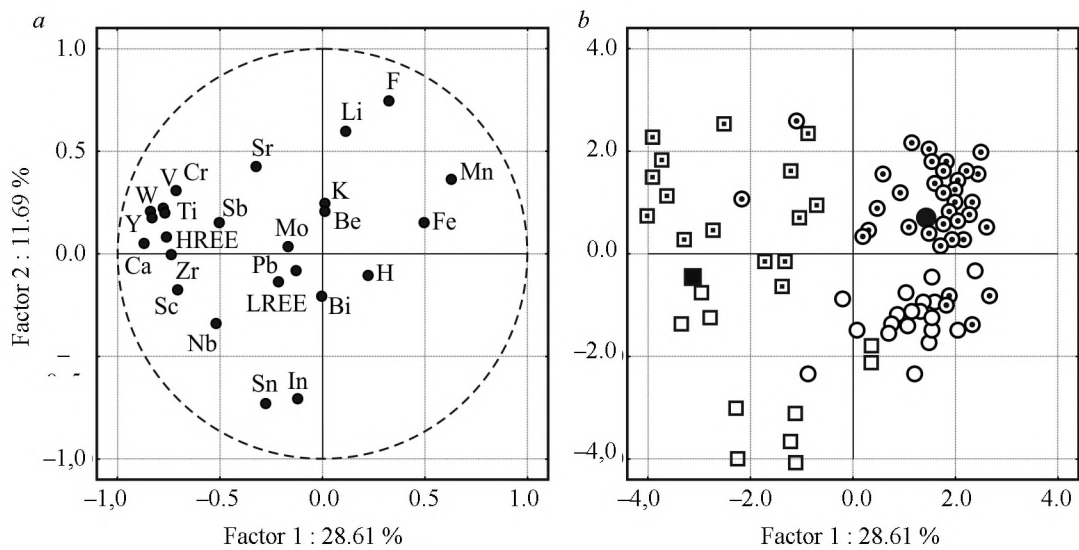 a
b
1.0
0.5
0.0
–1,0
Factor 2 : 11.69 %
F
Li
Sr
Mn
V Cr
W
K
Ti
Sb
Be
Fe
Y
HREE
Mo
Ca
Zr
Pb
H
Sc
LREE
Bi
Nb
Sn In
–1,0
–0.5
0.0
0.5
1.0
Factor 1 : 28.61 %
4.0
2.0
0.0
–2.0
–4,0
–4,0
–2.0
0.0
2.0
4.0
Factor 1 : 28.61 %